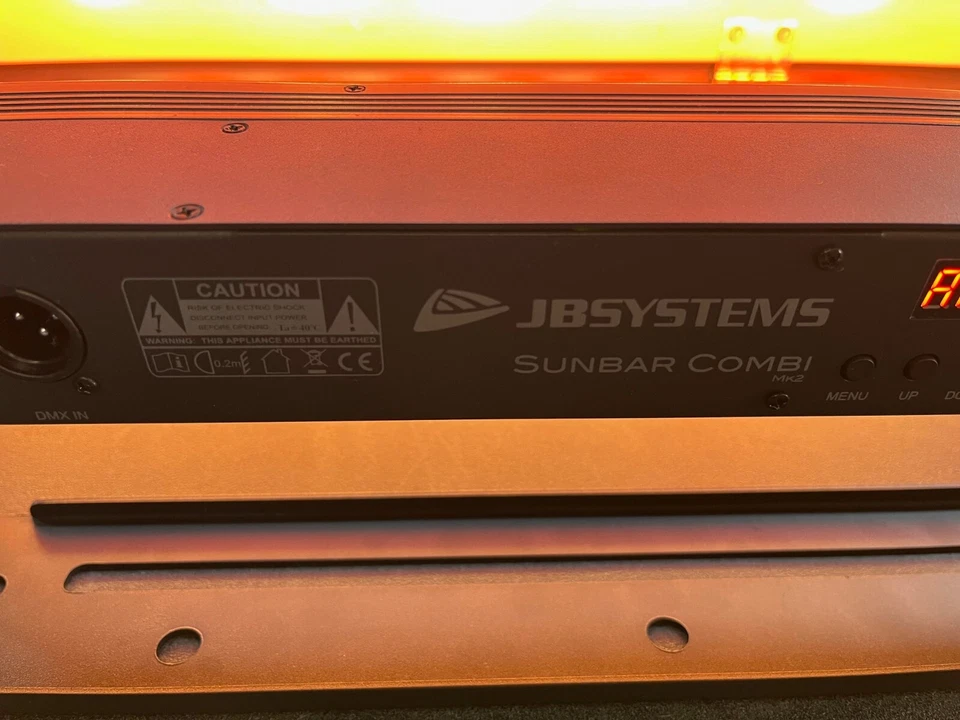 CAUTION
RISK OF ELECTRIC SHOCK
DISCONNECT INPUT POWER
BEFORE OPENING
WARNING: THIS APPLIANCE MUST BE EARTHED
0.2m
CE
JBSYSTEMS
SUNBAR COMBI
MK2
DMX IN
MENU
UP